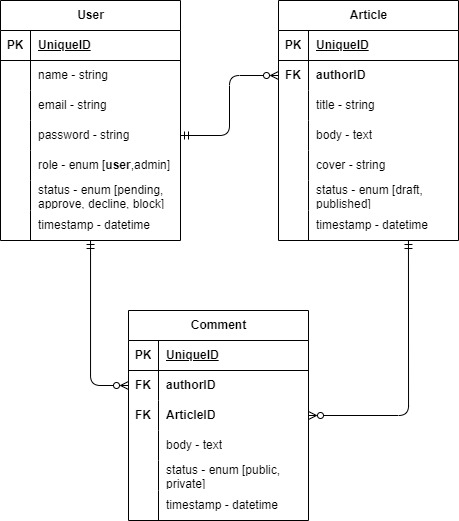 User
PK UniqueID
name - string
email - string
password - string
role - enum [user,admin]
status - enum [pending,
approve, decline, block]
timestamp - datetime
Article
PK UniqueID
FK authorID
title - string
body - text
cover - string
status - enum [draft,
published]
timestamp - datetime
Comment
PK UniqueID
FK authorID
FK ArticleID
body - text
status - enum [public,
private]
timestamp - datetime